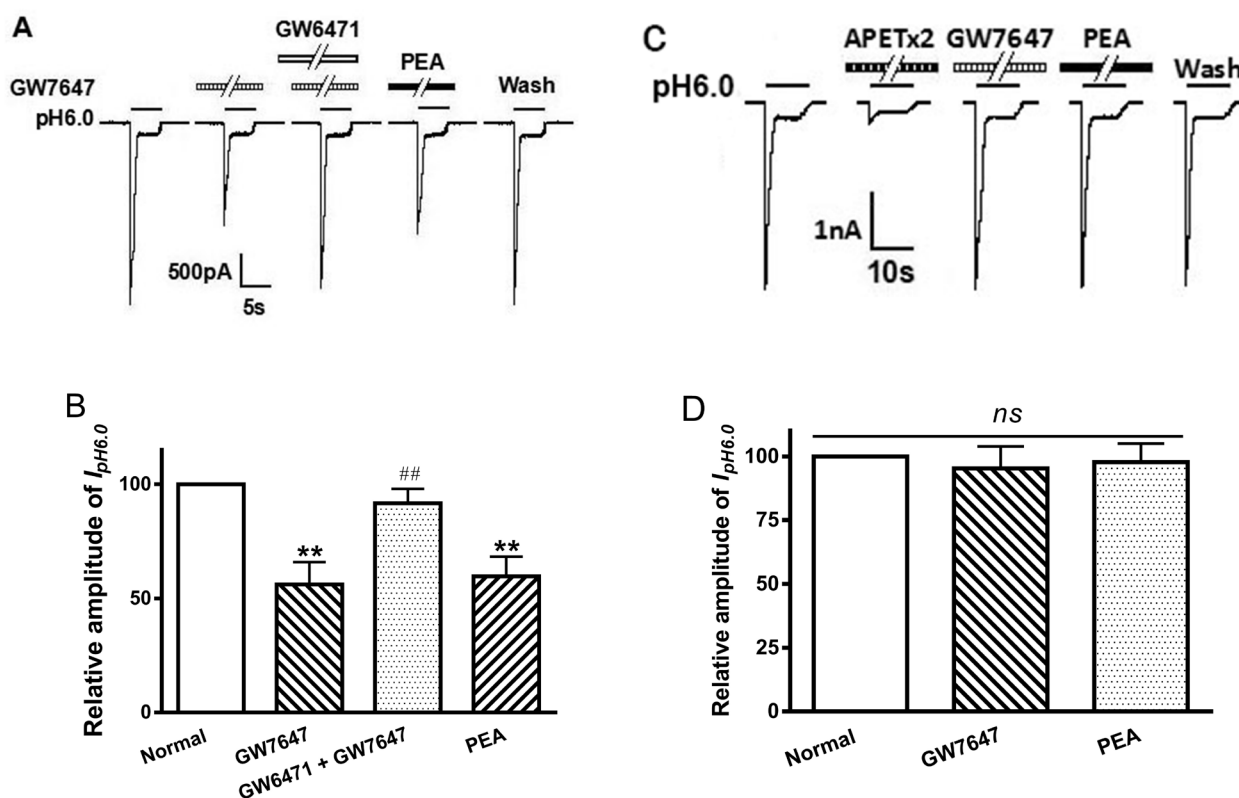 A
GW6471
PEA
GW7647
Wash
pH6.0
500pA
5s
C
APETx2 GW7647 PEA
Wash
pH6.0
1nA
10s
B
Relative amplitude of IpH6.0
100
50
0
**
##
**
Normal
GW7647
GW6471 + GW7647
PEA
D
Relative amplitude of IpH6.0
100
75
50
25
0
ns
Normal
GW7647
PEA